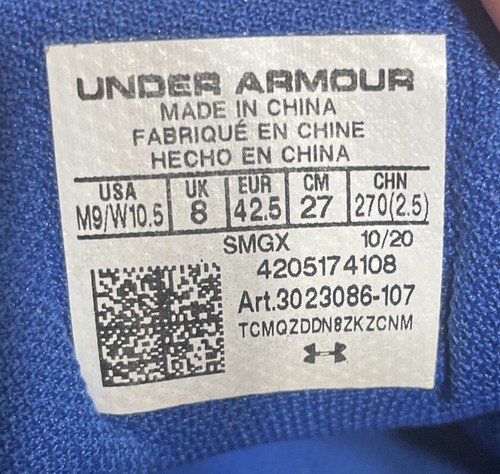 UNDER ARMOUR
MADE IN CHINA
FABRIQUÉ EN CHINE
HECHO EN CHINA
USA UK EUR CM CHN
M9/W10.5 8 42.5 27 270(2.5)
SMGX 10/20
4205174108
Art.3023086-107
TCMQZDDN8ZKZCNM